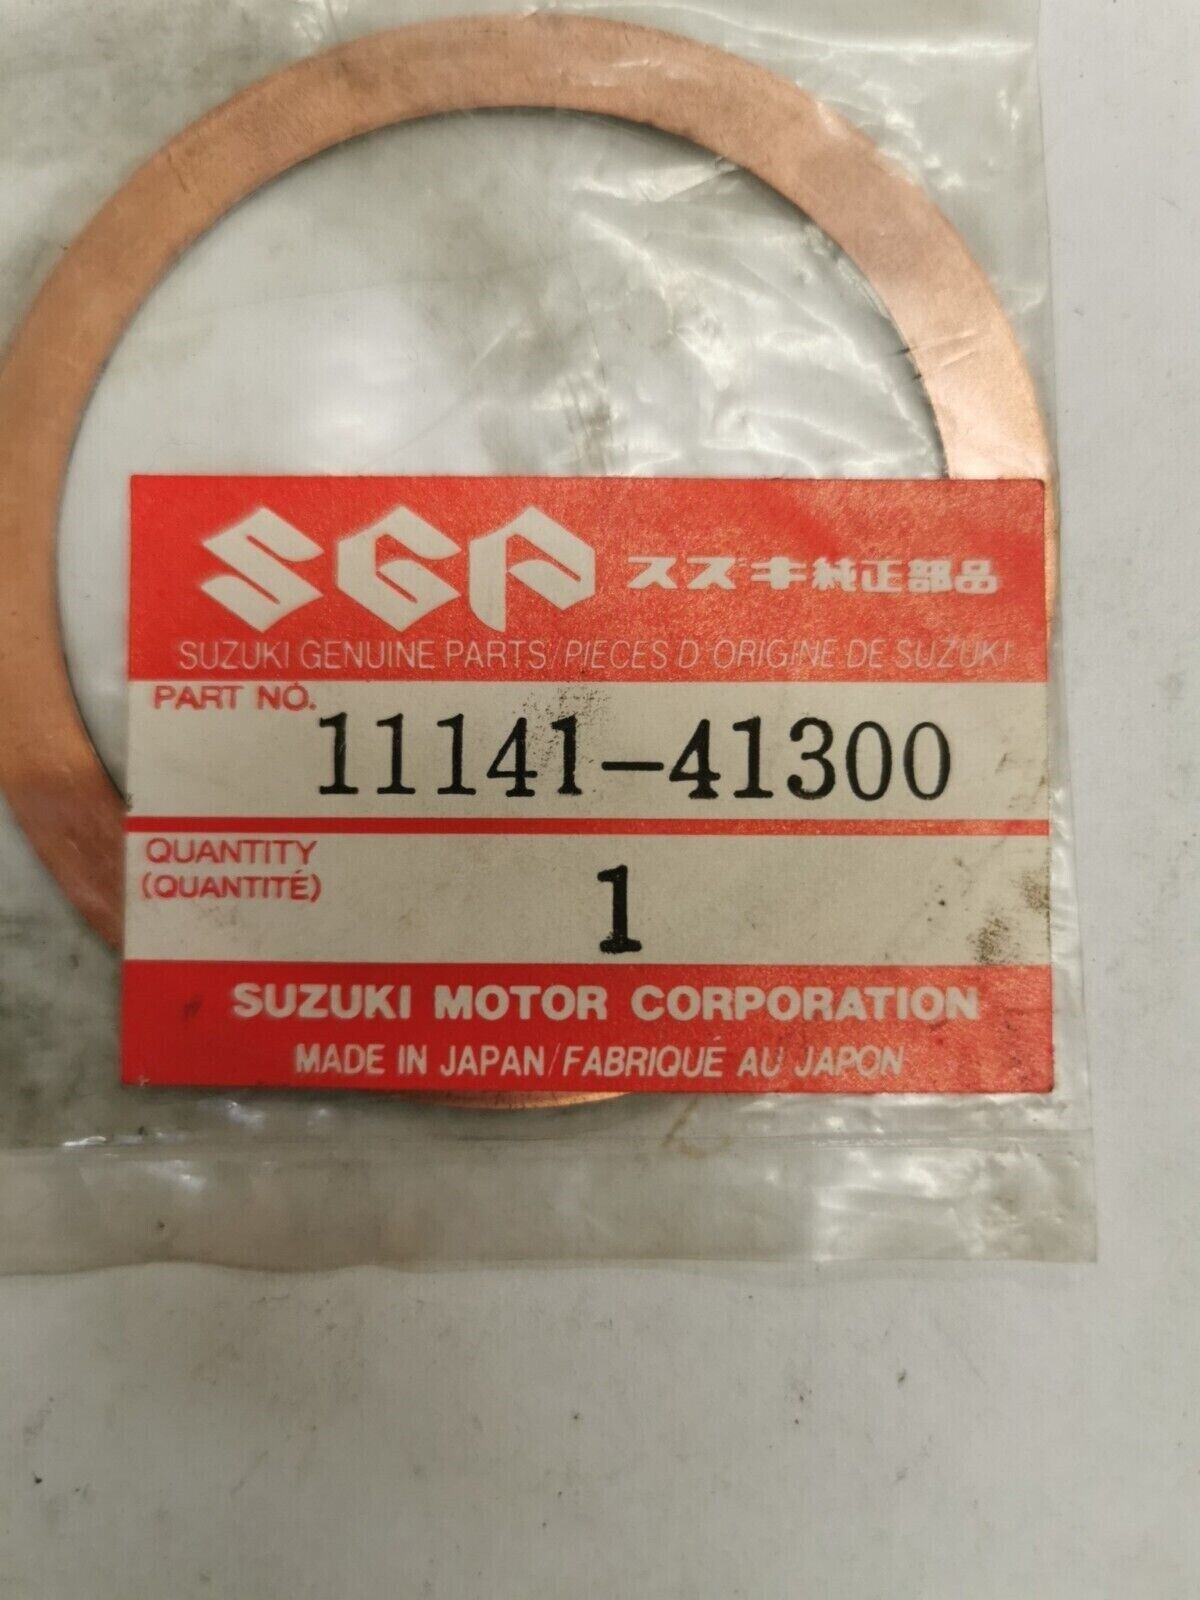 SGP スズキ純正部品
SUZUKI GENUINE PARTS/PIECES D'ORIGINE DE SUZUKI
PART NO. 11141-41300
QUANTITY 1
(QUANTITÉ)
SUZUKI MOTOR CORPORATION
MADE IN JAPAN/FABRIQUÉ AU JAPON